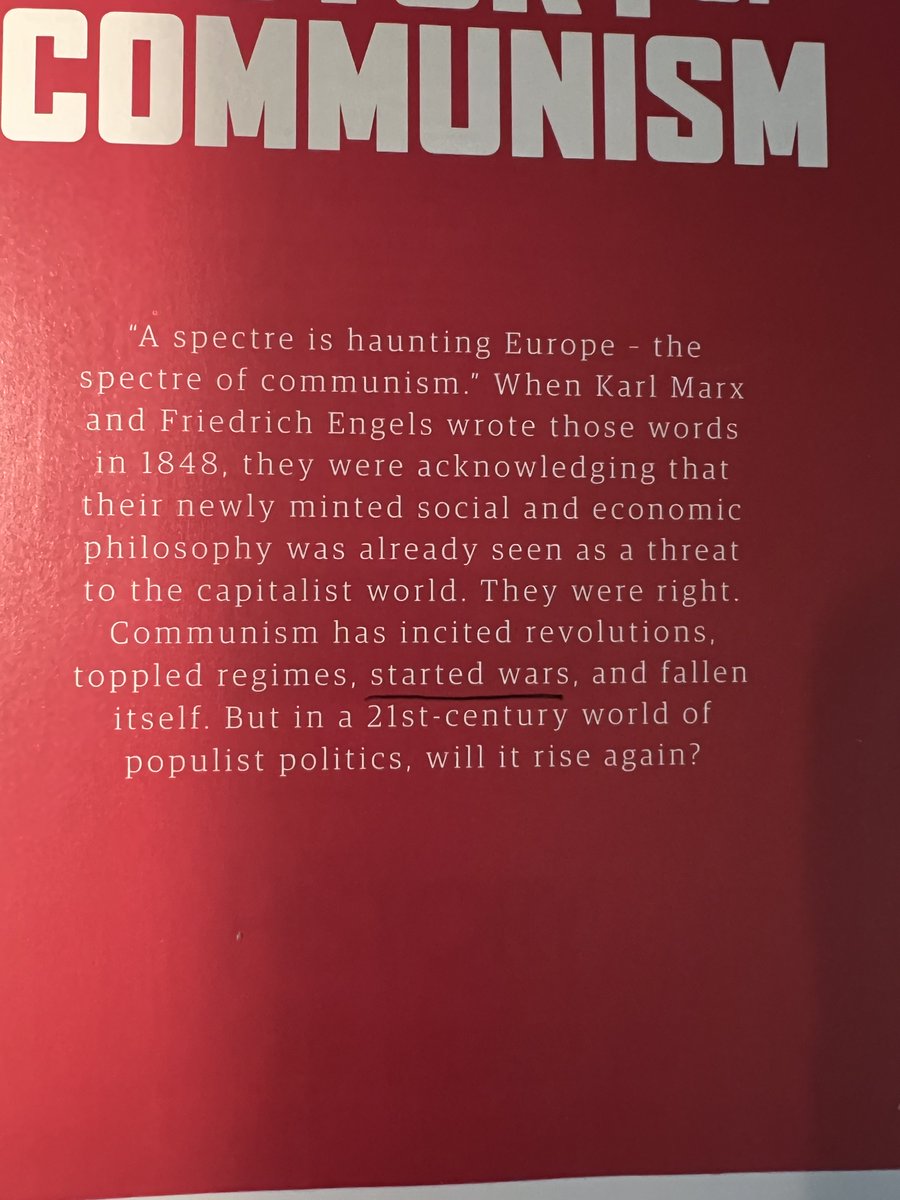 COMMUNISM
“A spectre is haunting Europe – the
spectre of communism.” When Karl Marx
and Friedrich Engels wrote those words
in 1848, they were acknowledging that
their newly minted social and economic
philosophy was already seen as a threat
to the capitalist world. They were right.
Communism has incited revolutions,
toppled regimes, started wars, and fallen
itself. But in a 21st-century world of
populist politics, will it rise again?